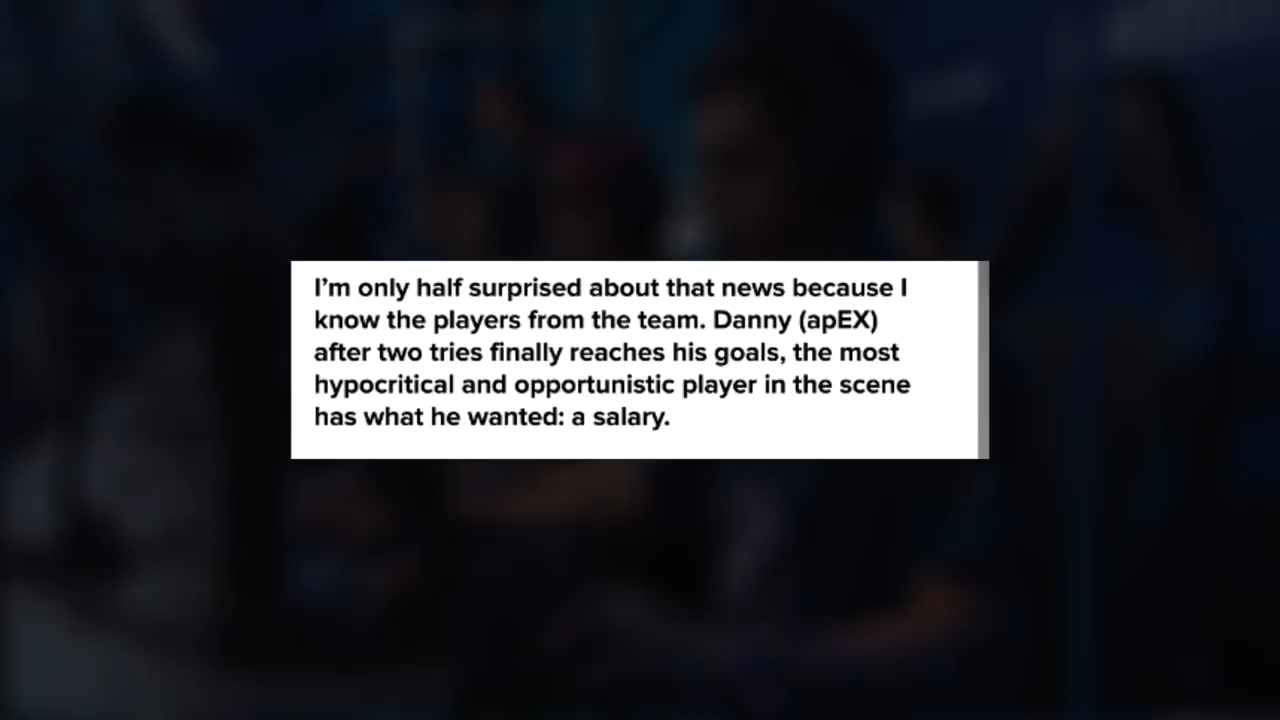 I’m only half surprised about that news because I
know the players from the team. Danny (apEX)
after two tries finally reaches his goals, the most
hypocritical and opportunistic player in the scene
has what he wanted: a salary.